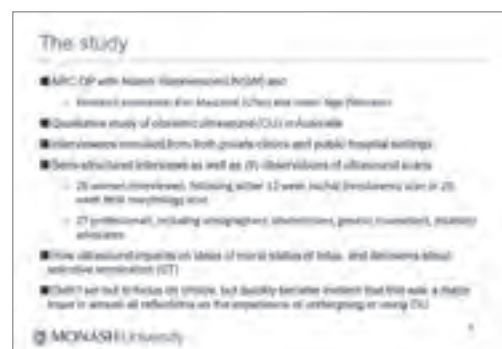 The study
ARC DP with
Qualitative study of obstetric ultrasound (OU) in Australia
Interviewees recruited from both private clinics and public hospital settings
Semi-structured interviews as well as observations of ultrasound scans
26 women interviewed, following either 12 week nuchal translucency scan or 20
week fetal morphology scan
27 professionals, including sonographers, obstetricians, genetic counsellors, disability
advocates
How ultrasound impacts on ideas of moral status of fetus, and decisions about
selective termination (ST)
Didn't set out to focus on choice, but quickly became evident that this was a major
in almost all reflections on the experience of undergoing or using OU
MONASH University